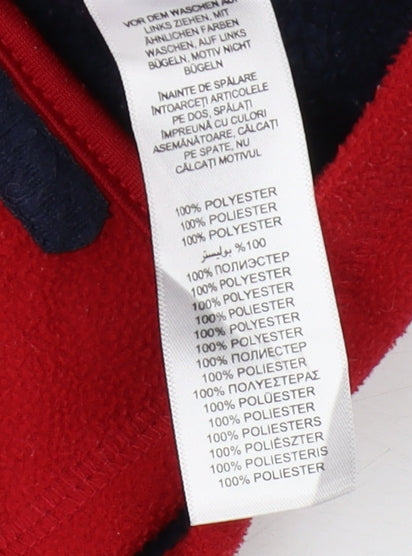 VOR DEM WASCHEN AUF
LINKS ZIEHEN, MIT
ÄHNLICHEN FARBEN
WASCHEN, AUF LINKS
BÜGELN, MOTIV NICHT
BÜGELN
ÎNAINTE DE SPĂLARE
ÎNTOARCEȚI ARTICOLELE
PE DOS, SPĂLAȚI
ÎMPREUNĂ CU CULORI
ASEMĂNATOARE, CĂLCAȚI
PE SPATE, NU
CĂLCAȚI MOTIVUL
100% POLYESTER
100% POLIESTER
100% POLYESTER
100% بوليستر
100% ПОЛИЭСТЕР
100% POLYESTER
100% POLYESTER
100% POLIESTER
100% POLYESTER
100% POLYESTER
100% ПОЛИЕСТЕР
100% POLIESTER
100% ΠΟΛΥΕΣΤΕΡΑΣ
100% POLÜESTER
100% POLIESTER
100% POLIESTERS
100% POLIÉSZTER
100% POLIESTERIS
100% POLIESTER